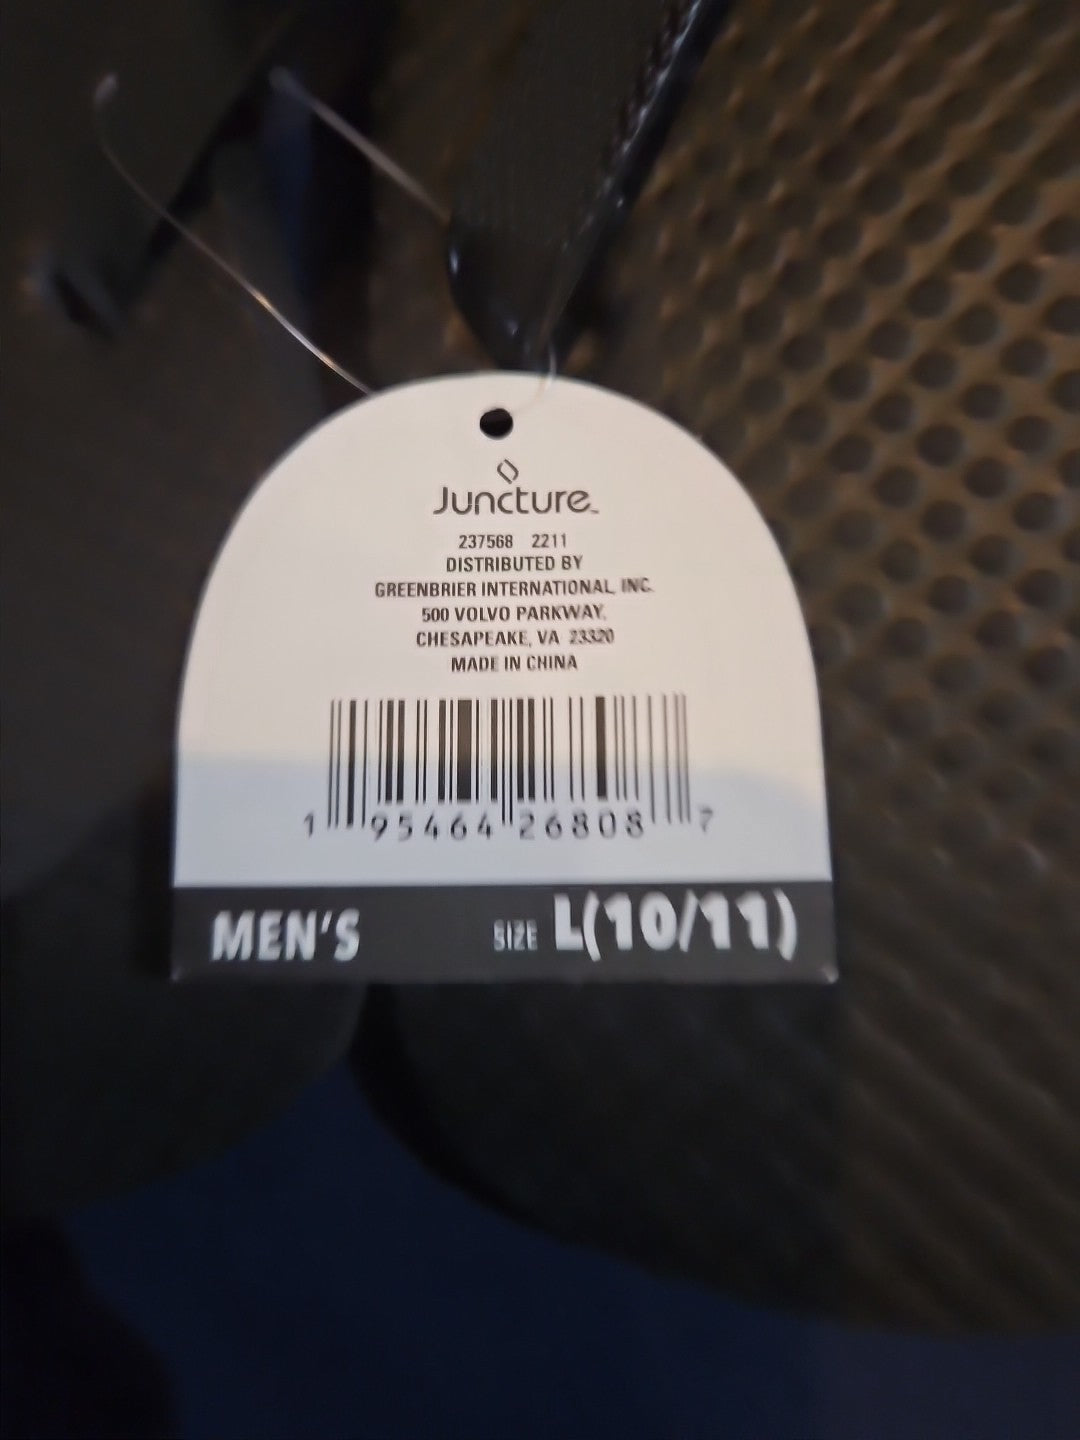 Juncture™
237568 2211
DISTRIBUTED BY
GREENBRIER INTERNATIONAL, INC.
500 VOLVO PARKWAY,
CHESAPEAKE, VA 23320
MADE IN CHINA
1 95464 26808 7
MEN'S SIZE L(10/11)